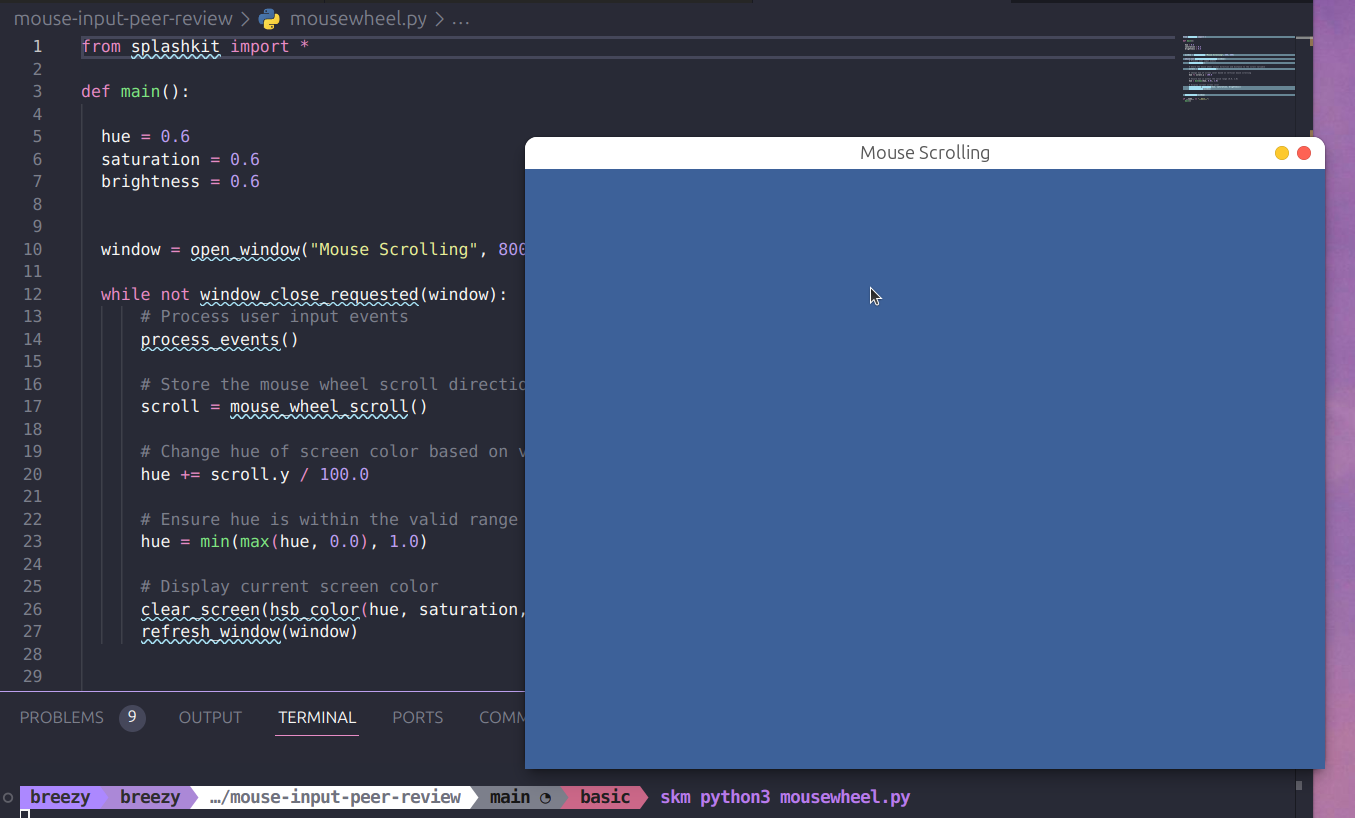 mouse-input-peer-review > mousewheel.py > ...
1 from splashkit import *
2
3 def main():
4
5 hue = 0.6
6 saturation = 0.6
7 brightness = 0.6
8
9
10 window = open_window("Mouse Scrolling", 800
11
12 while not window_close_requested(window):
13 # Process user input events
14 process_events()
15
16 # Store the mouse wheel scroll directio
17 scroll = mouse_wheel_scroll()
18
19 # Change hue of screen color based on v
20 hue += scroll.y / 100.0
21
22 # Ensure hue is within the valid range
23 hue = min(max(hue, 0.0), 1.0)
24
25 # Display current screen color
26 clear_screen(hsb_color(hue, saturation,
27 refresh_window(window)
28
29
Mouse Scrolling
PROBLEMS 9 OUTPUT TERMINAL PORTS COMM
breezy breezy …/mouse-input-peer-review main basic skm python3 mousewheel.py